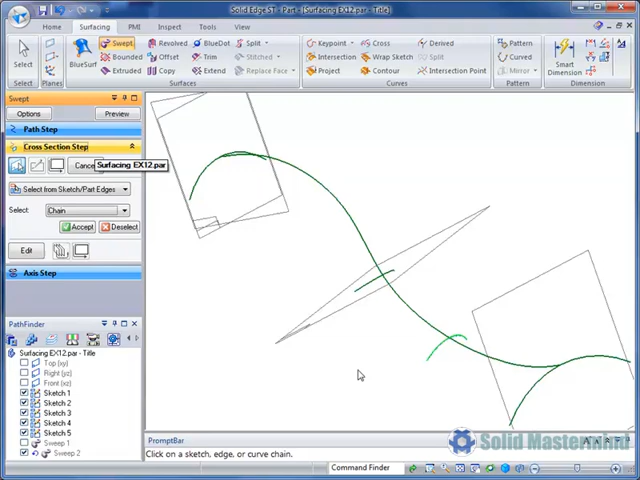 Solid Edge ST - Part - [Surfacing EX12.par - Title]
Home Surfacing PMI Inspect Tools View
Select
Select
Planes
BlueSurf
Swept Revolved BlueDot Split
Bounded Offset Trim Stitched
Extruded Copy Extend Replace Face
Surfaces
Keypoint Cross Derived
Intersection Wrap Sketch
Project Contour Intersection Point
Curves
Pattern
Curved
Mirror
Pattern
Smart
Dimension
Dimension
Swept
Options Preview
Path Step
Cross Section Step
Cance
Surfacing EX12.par
Select from Sketch/Part Edges
Select: Chain
Accept Deselect
Edit
Axis Step
PathFinder
Surfacing EX12.par - Title
Top (xy)
Right (yz)
Front (xz)
Sketch 1
Sketch 2
Sketch 3
Sketch 4
Sketch 5
Sweep 1
Sweep 2
PromptBar
Click on a sketch, edge, or curve chain.
Solid Mastermind
Command Finder